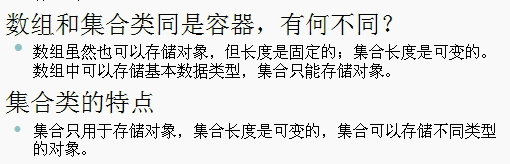 数组和集合类同是容器，有何不同？
数组虽然也可以存储对象，但长度是固定的；集合长度是可变的。
数组中可以存储基本数据类型，集合只能存储对象。
集合类的特点
集合只用于存储对象，集合长度是可变的，集合可以存储不同类型
的对象。